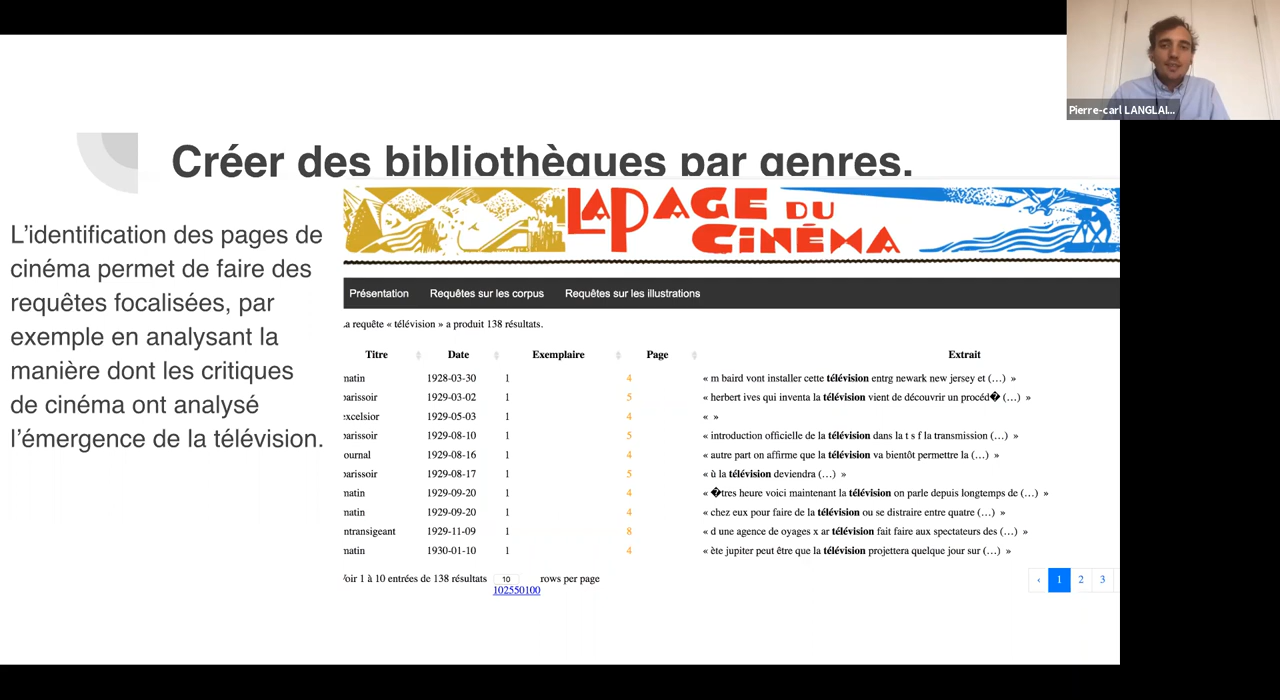 Pierre-carl LANGLAI...
Créer des bibliothèques par genres.
L'identification des pages de
cinéma permet de faire des
requêtes focalisées, par
exemple en analysant la
manière dont les critiques
de cinéma ont analysé
l'émergence de la télévision.
LA PAGE DU
CINÉMA
Présentation Requêtes sur les corpus Requêtes sur les illustrations
.a requête « télévision » a produit 138 résultats.
Titre Date Exemplaire Page Extrait
matin 1928-03-30 1 4 « m baird vont installer cette télévision entrg newark new jersey et (…) »
parissoir 1929-03-02 1 5 « herbert ives qui inventa la télévision vient de découvrir un procéd� (…) »
excelsior 1929-05-03 1 4 « »
parissoir 1929-08-10 1 5 « introduction officielle de la télévision dans la t s f la transmission (…) »
ournal 1929-08-16 1 4 « autre part on affirme que la télévision va bientôt permettre la (…) »
parissoir 1929-08-17 1 5 « ù la télévision deviendra (…) »
matin 1929-09-20 1 4 « �tres heure voici maintenant la télévision on parle depuis longtemps de (…) »
matin 1929-09-20 1 4 « chez eux pour faire de la télévision ou se distraire entre quatre (…) »
ntransigeant 1929-11-09 1 8 « d une agence de oyages x ar télévision fait faire aux spectateurs des (…) »
matin 1930-01-10 1 4 « ète jupiter peut être que la télévision projettera quelque jour sur (…) »
Voir 1 à 10 entrées de 138 résultats 10 rows per page ‹ 1 2 3
102550100